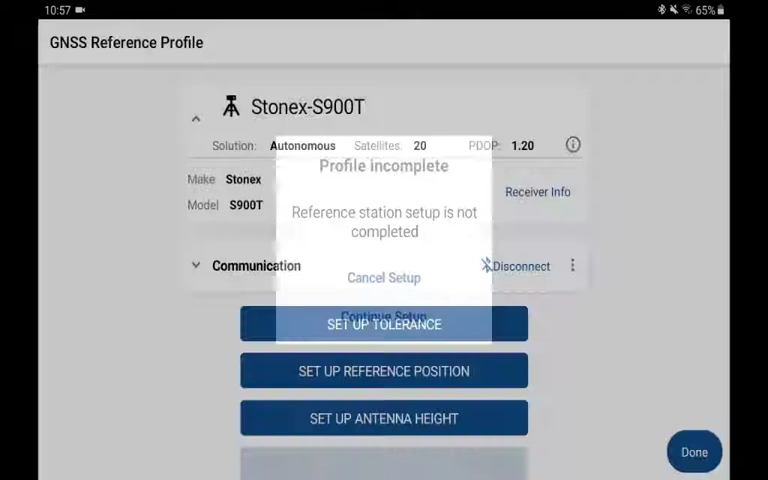 10:57
65%
GNSS Reference Profile
Stonex-S900T
Solution: Autonomous Satellites: 20 PDOP: 1.20
Profile incomplete
Make Stonex
Receiver Info
Model S900T
Reference station setup is not
completed
Communication
Disconnect
Cancel Setup
Continue Setup
SET UP TOLERANCE
SET UP REFERENCE POSITION
SET UP ANTENNA HEIGHT
Done